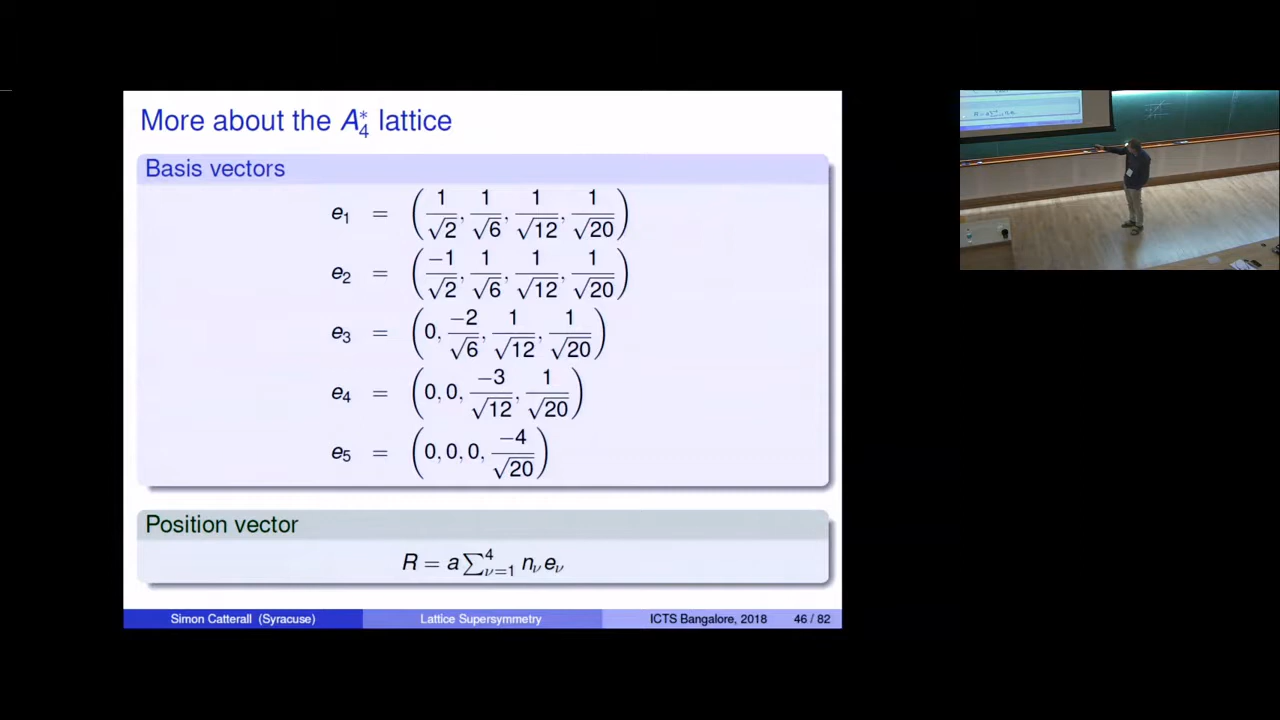 More about the A₄* lattice
Basis vectors
e₁ = (1/√2, 1/√6, 1/√12, 1/√20)
e₂ = (−1/√2, 1/√6, 1/√12, 1/√20)
e₃ = (0, −2/√6, 1/√12, 1/√20)
e₄ = (0, 0, −3/√12, 1/√20)
e₅ = (0, 0, 0, −4/√20)
Position vector
R = a∑⁴ᵥ₌₁ nᵥeᵥ
Simon Catterall (Syracuse) Lattice Supersymmetry ICTS Bangalore, 2018 46 / 82